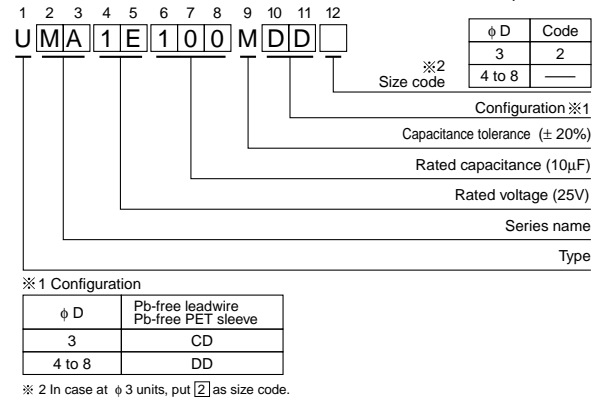 1 2 3 4 5 6 7 8 9 10 11 12
U M A 1 E 1 0 0 M D D
φ D Code
3 2
4 to 8 —
※2
Size code
Configuration ※1
Capacitance tolerance (± 20%)
Rated capacitance (10µF)
Rated voltage (25V)
Series name
Type
※1 Configuration
φ D Pb-free leadwire
Pb-free PET sleeve
3 CD
4 to 8 DD
※ 2 In case at φ 3 units, put 2 as size code.